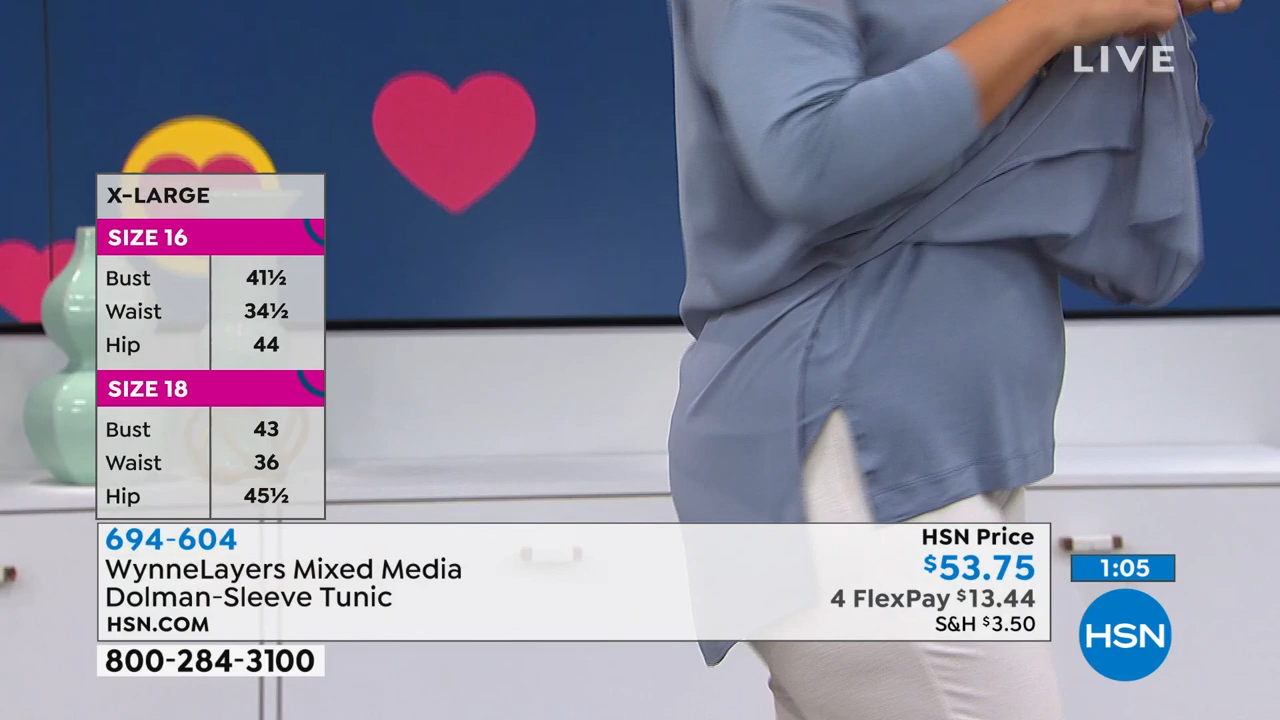 LIVE
X-LARGE
SIZE 16
Bust 41½
Waist 34½
Hip 44
SIZE 18
Bust 43
Waist 36
Hip 45½
694-604
WynneLayers Mixed Media
Dolman-Sleeve Tunic
HSN.COM
HSN Price
$53.75
4 FlexPay $13.44
S&H $3.50
1:05
HSN
800-284-3100